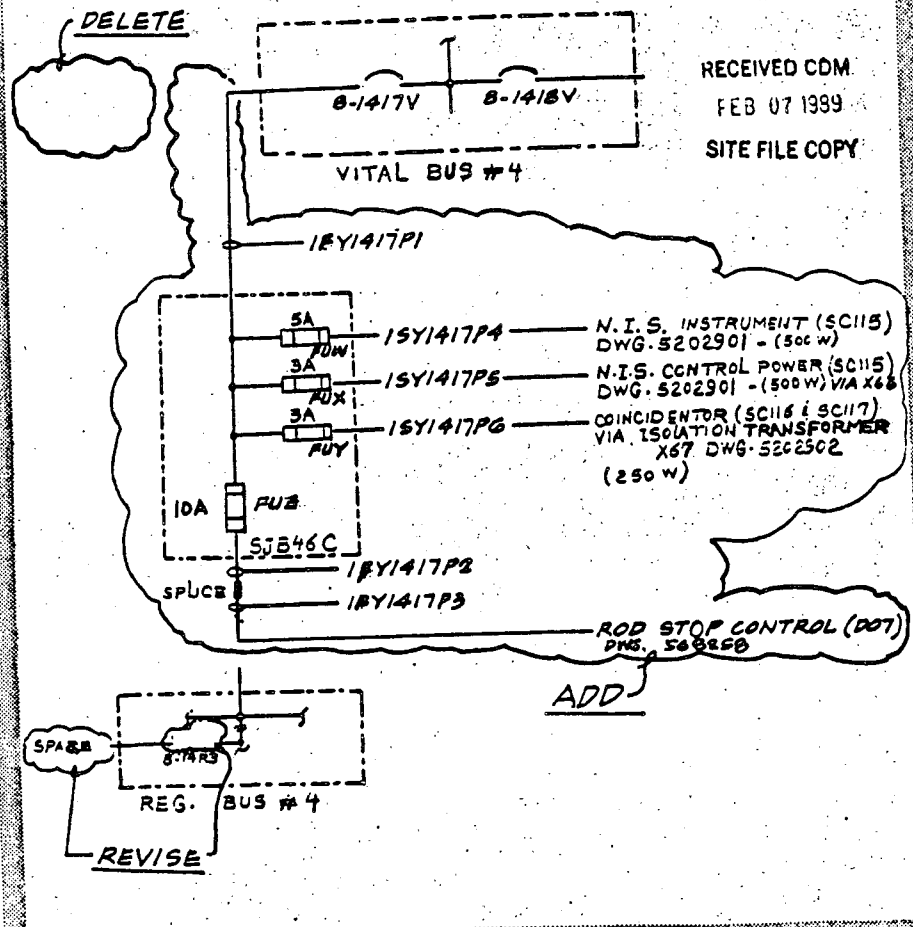 DELETE
RECEIVED CDM
FEB 07 1989
SITE FILE COPY
8-1417V
8-1418V
VITAL BUS #4
1EY1417P1
5A
FUW
1SY1417P4
N.I.S. INSTRUMENT (SC115)
DWG. 5202901 - (500 W)
3A
FUX
1SY1417P5
N.I.S. CONTROL POWER (SC115)
DWG. 5202901 - (500 W) VIA X68
3A
FUY
1SY1417P6
COINCIDENTOR (SC116 & SC117)
VIA ISOLATION TRANSFORMER
X67 DWG. 5202502
(250 W)
10A
FUZ
SJB46C
1EY1417P2
SPLICE
1EY1417P3
ROD STOP CONTROL (D07)
DWG.
ADD
SPARE
8-14R3
REG. BUS #4
REVISE